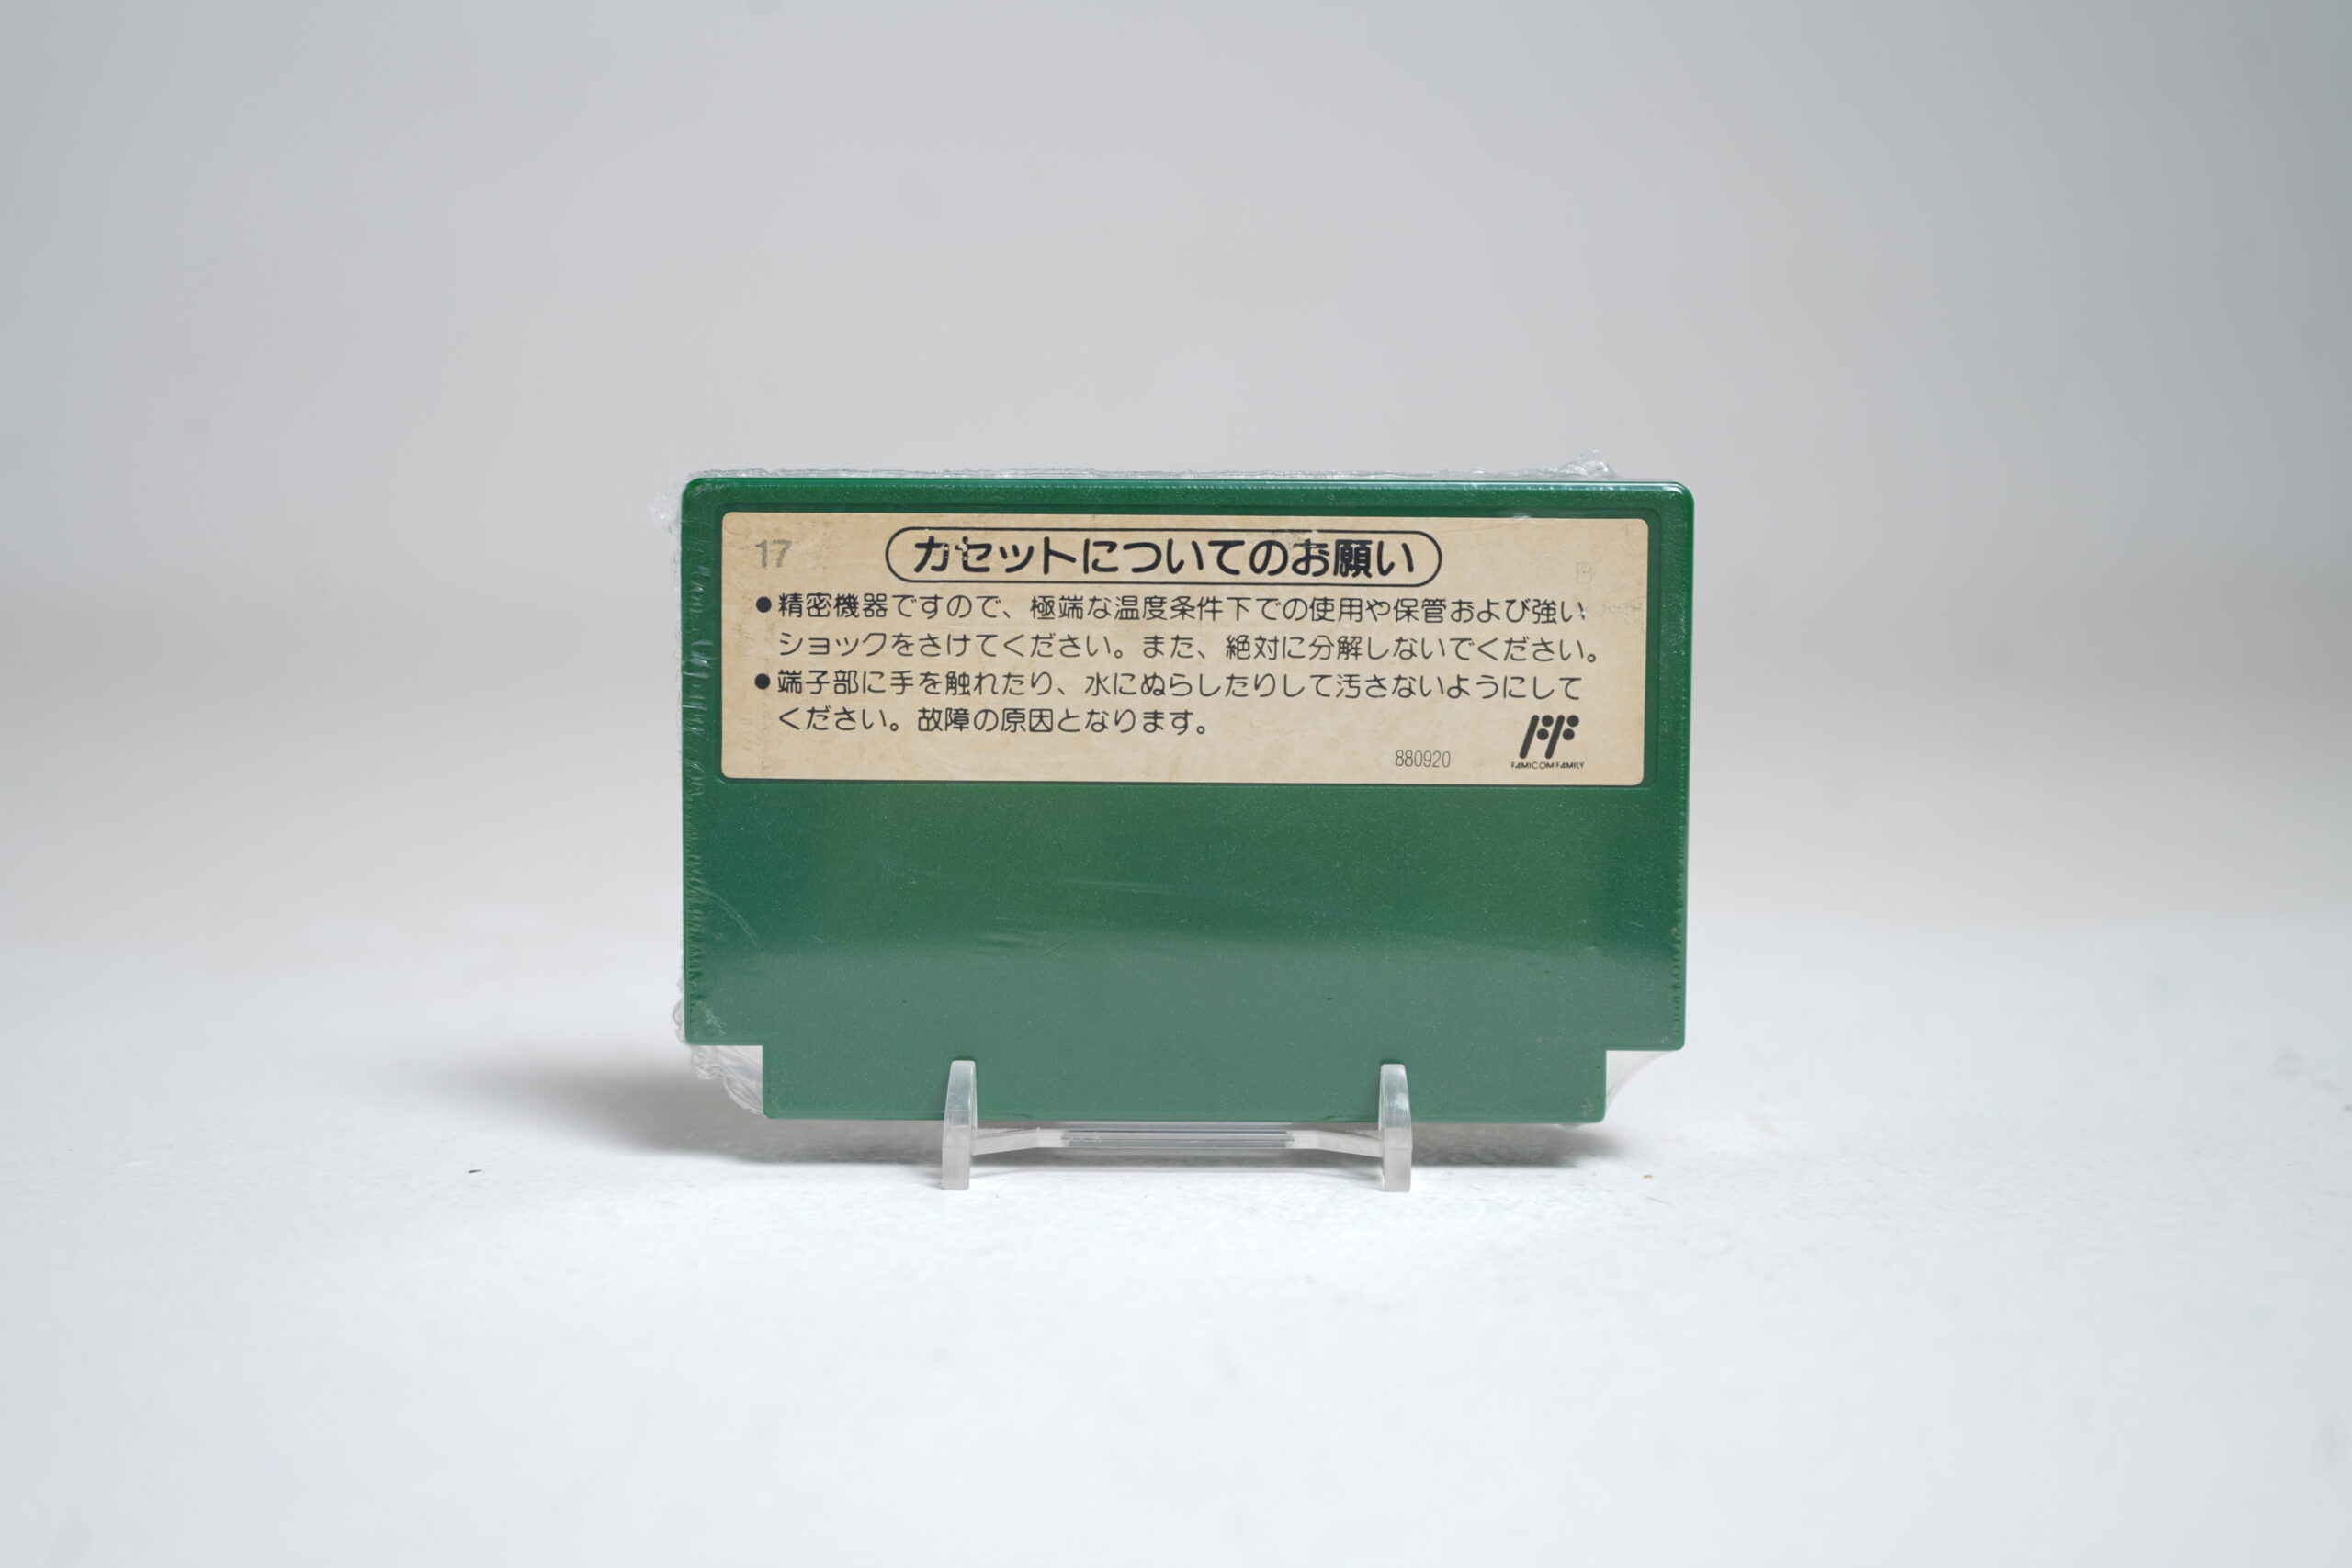 17
カセットについてのお願い
B
●精密機器ですので、極端な温度条件下での使用や保管および強い
ショックをさけてください。また、絶対に分解しないでください。
●端子部に手を触れたり、水にぬらしたりして汚さないようにして
ください。故障の原因となります。
880920
FAMICOM FAMILY